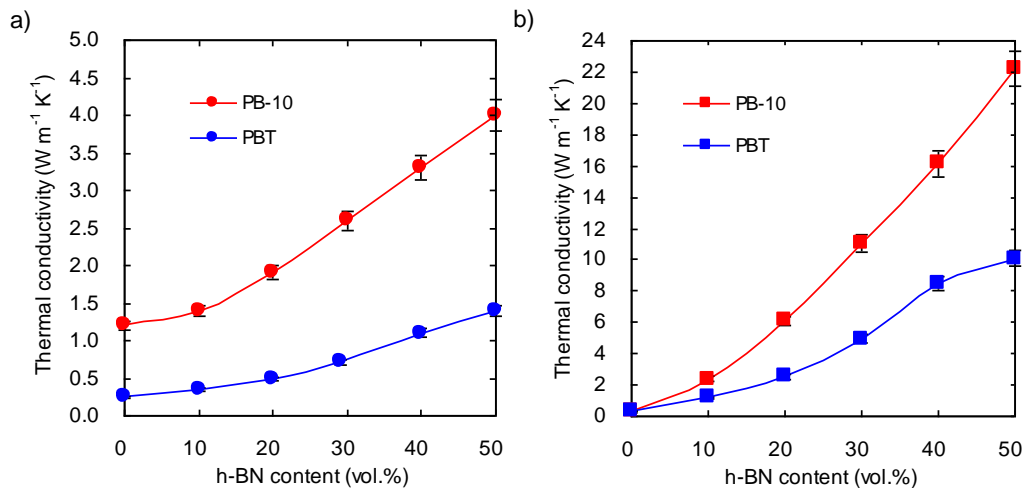 a)
Thermal conductivity (W m⁻¹ K⁻¹)
5.0
4.5
4.0
3.5
3.0
2.5
2.0
1.5
1.0
0.5
0.0
PB-10
PBT
0 10 20 30 40 50
h-BN content (vol.%)
b)
Thermal conductivity (W m⁻¹ K⁻¹)
24
22
20
18
16
14
12
10
8
6
4
2
0
PB-10
PBT
0 10 20 30 40 50
h-BN content (vol.%)